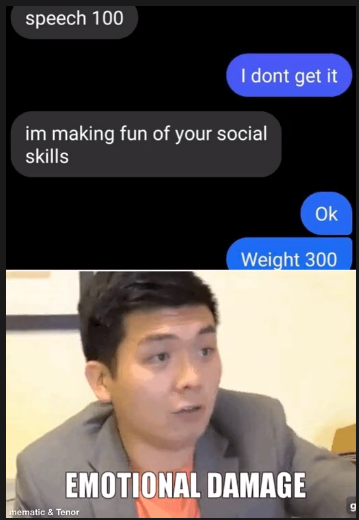 speech 100
I dont get it
im making fun of your social
skills
Ok
Weight 300
EMOTIONAL DAMAGE
mematic & Tenor
g